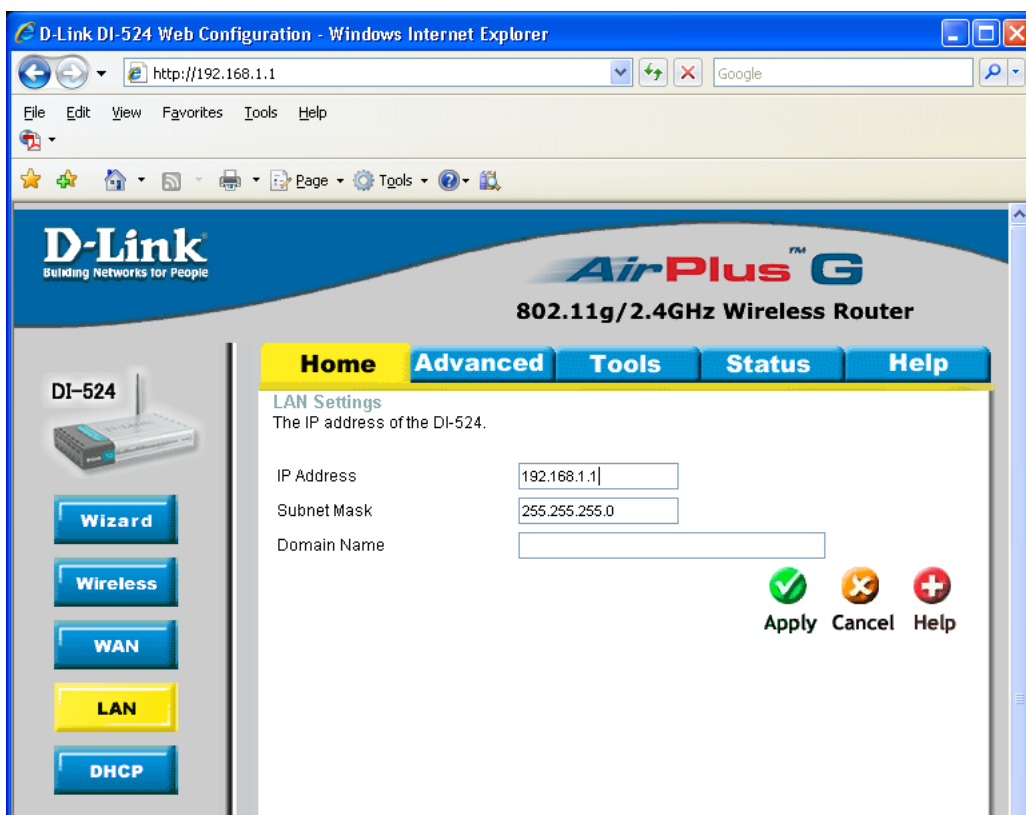 D-Link DI-524 Web Configuration - Windows Internet Explorer
http://192.168.1.1
Google
File Edit View Favorites Tools Help
Page Tools
D-Link
Building Networks for People
AirPlus™ G
802.11g/2.4GHz Wireless Router
Home Advanced Tools Status Help
DI-524
LAN Settings
The IP address of the DI-524.
IP Address 192.168.1.1
Subnet Mask 255.255.255.0
Domain Name
Apply Cancel Help
Wizard
Wireless
WAN
LAN
DHCP